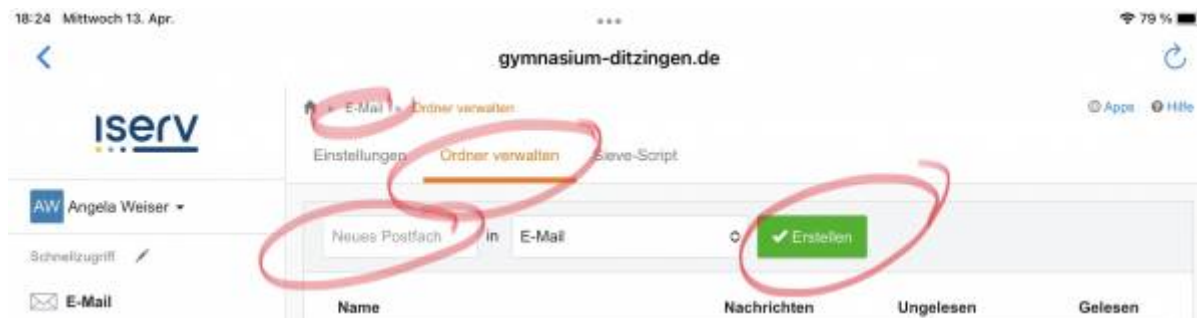 18:24 Mittwoch 13. Apr. 79 %
gymnasium-ditzingen.de
Iserv
E-Mail » Ordner verwalten Apps Hilfe
Einstellungen Ordner verwalten Sieve-Script
AW Angela Weiser
Neues Postfach in E-Mail Erstellen
Schnellzugriff
E-Mail
Name Nachrichten Ungelesen Gelesen